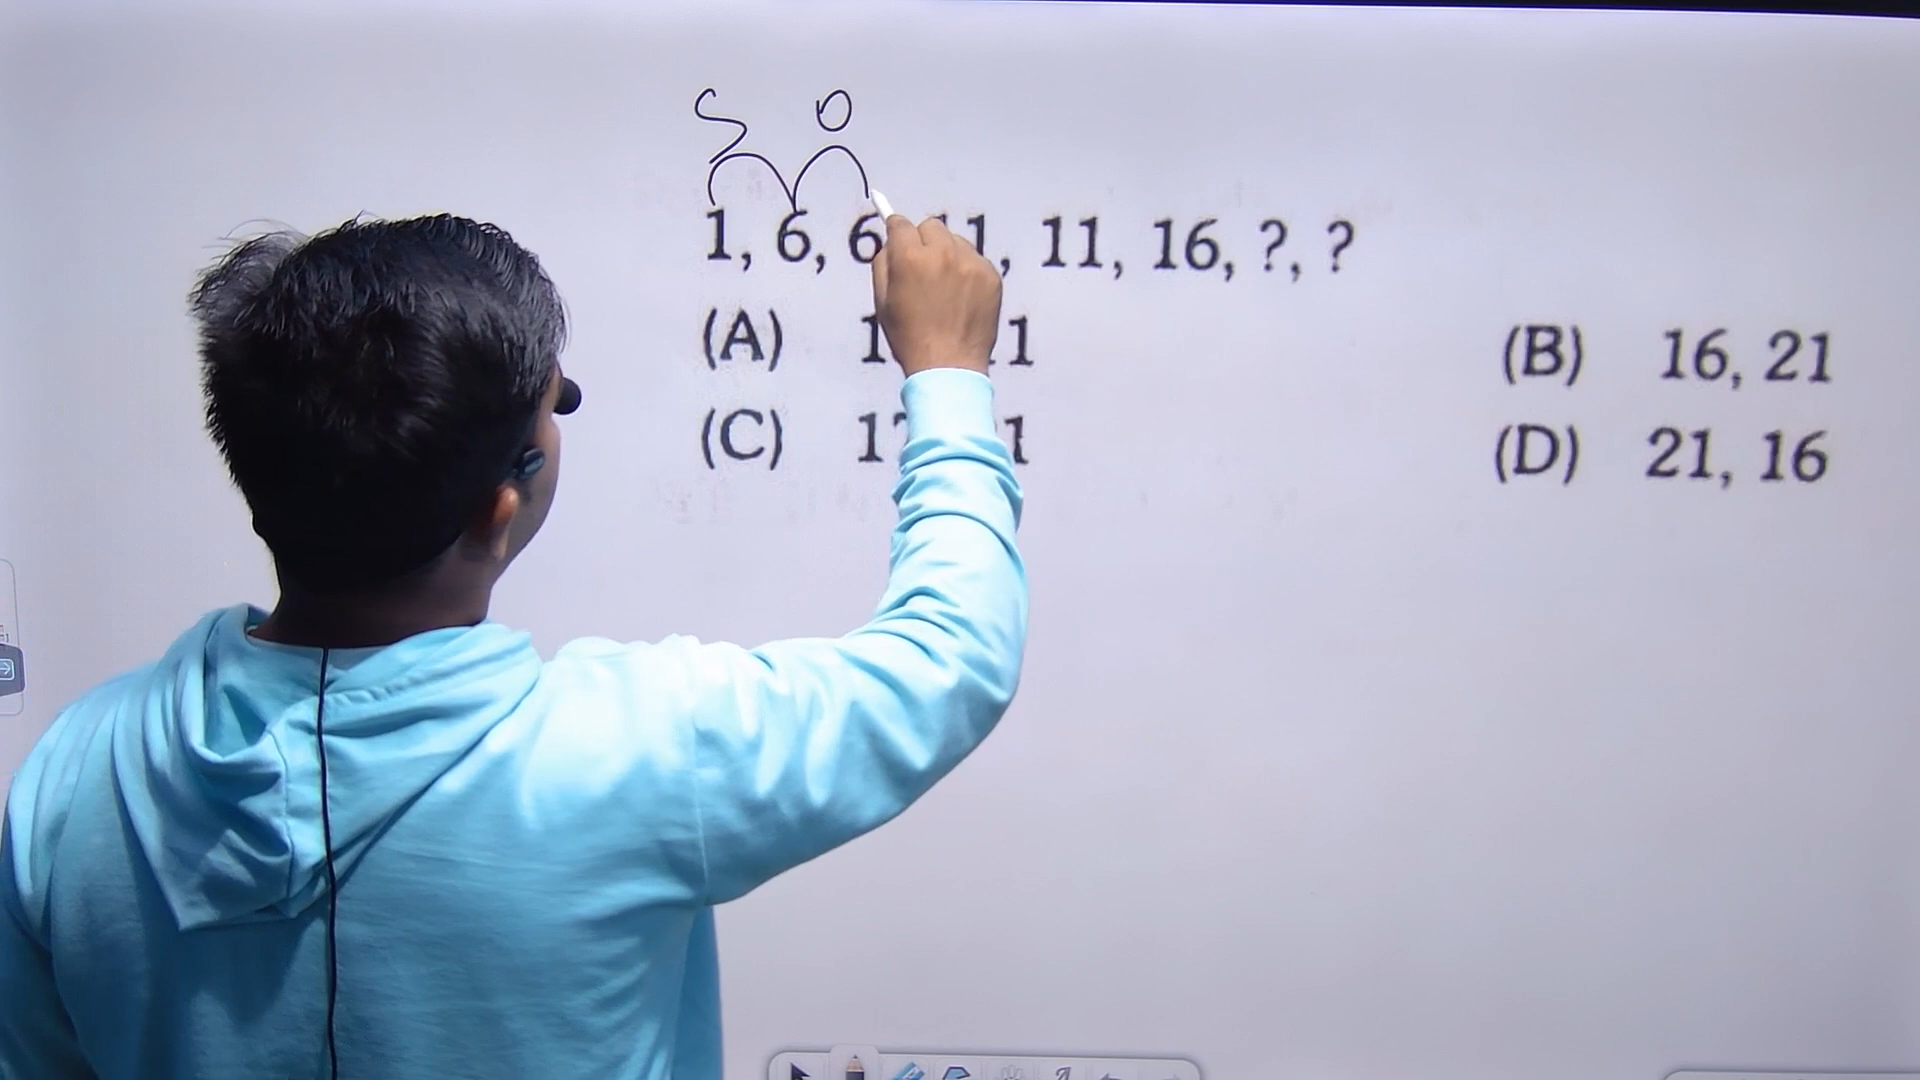 5 0
1, 6, 6 11, 11, 16, ?, ?
(A) (B) 16, 21
(C) (D) 21, 16